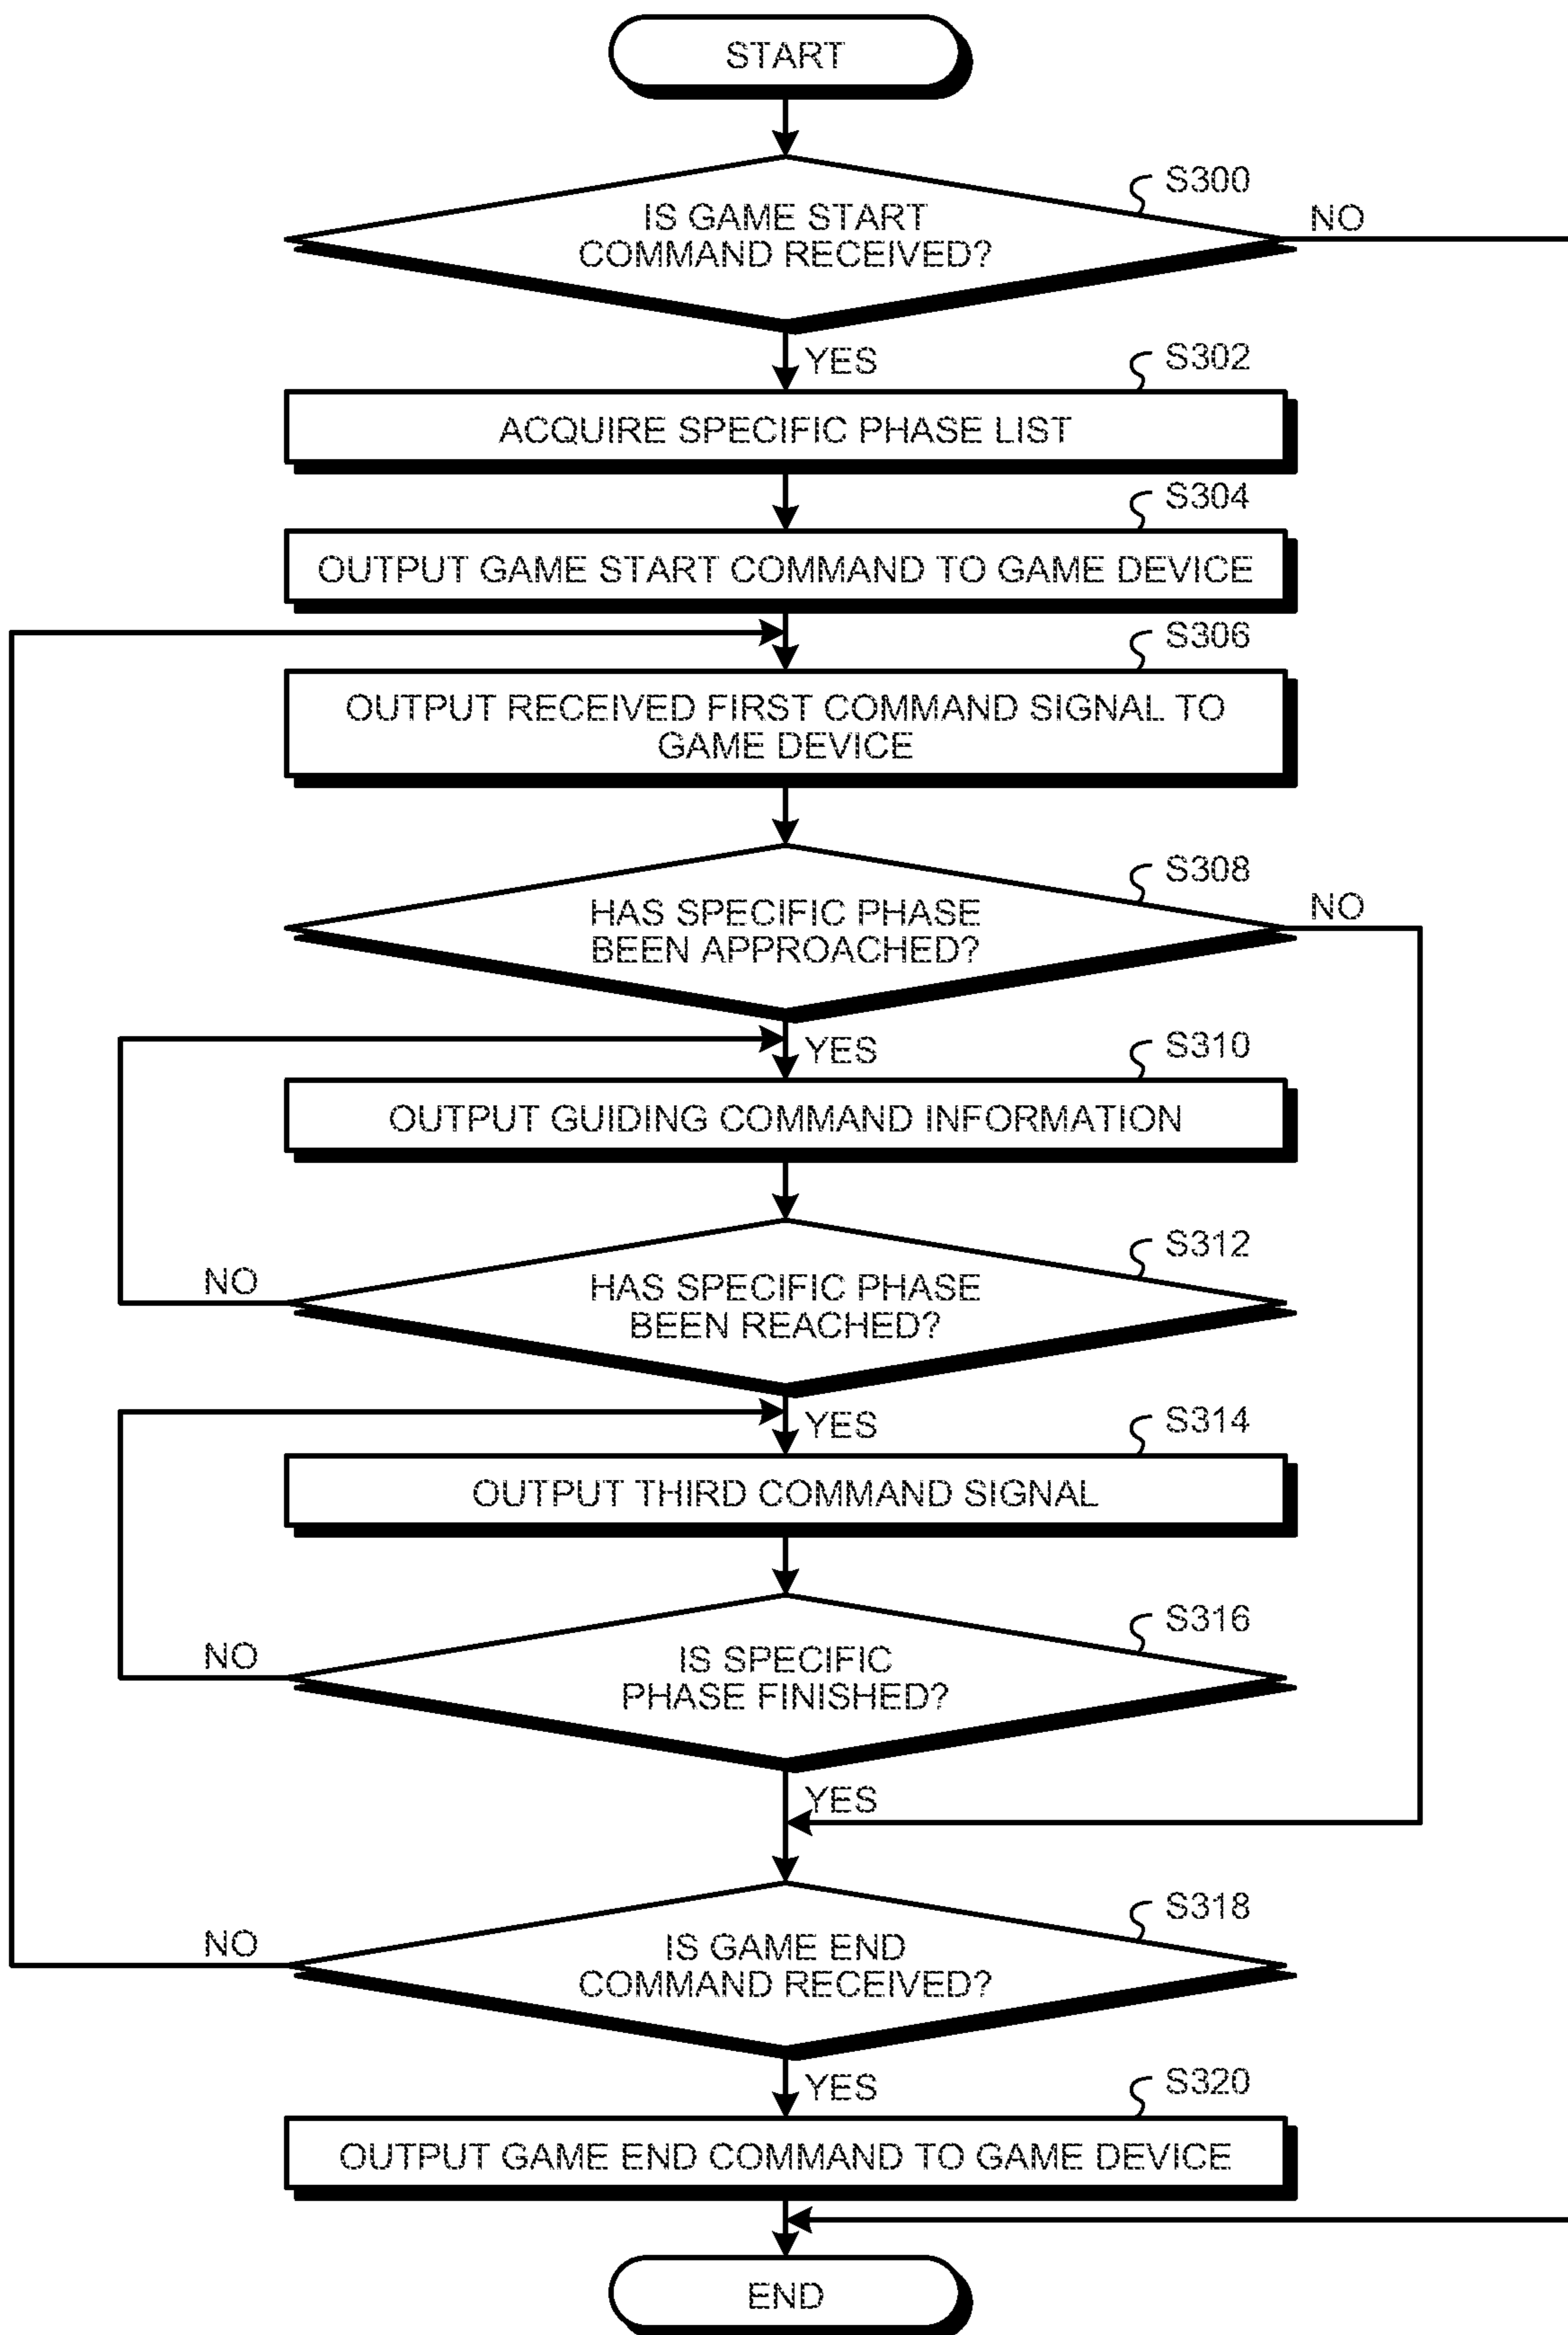 START
S300
IS GAME START
COMMAND RECEIVED?
NO
YES
S302
ACQUIRE SPECIFIC PHASE LIST
S304
OUTPUT GAME START COMMAND TO GAME DEVICE
S306
OUTPUT RECEIVED FIRST COMMAND SIGNAL TO
GAME DEVICE
S308
HAS SPECIFIC PHASE
BEEN APPROACHED?
NO
YES
S310
OUTPUT GUIDING COMMAND INFORMATION
S312
HAS SPECIFIC PHASE
BEEN REACHED?
NO
YES
S314
OUTPUT THIRD COMMAND SIGNAL
S316
IS SPECIFIC
PHASE FINISHED?
NO
YES
S318
IS GAME END
COMMAND RECEIVED?
NO
YES
S320
OUTPUT GAME END COMMAND TO GAME DEVICE
END